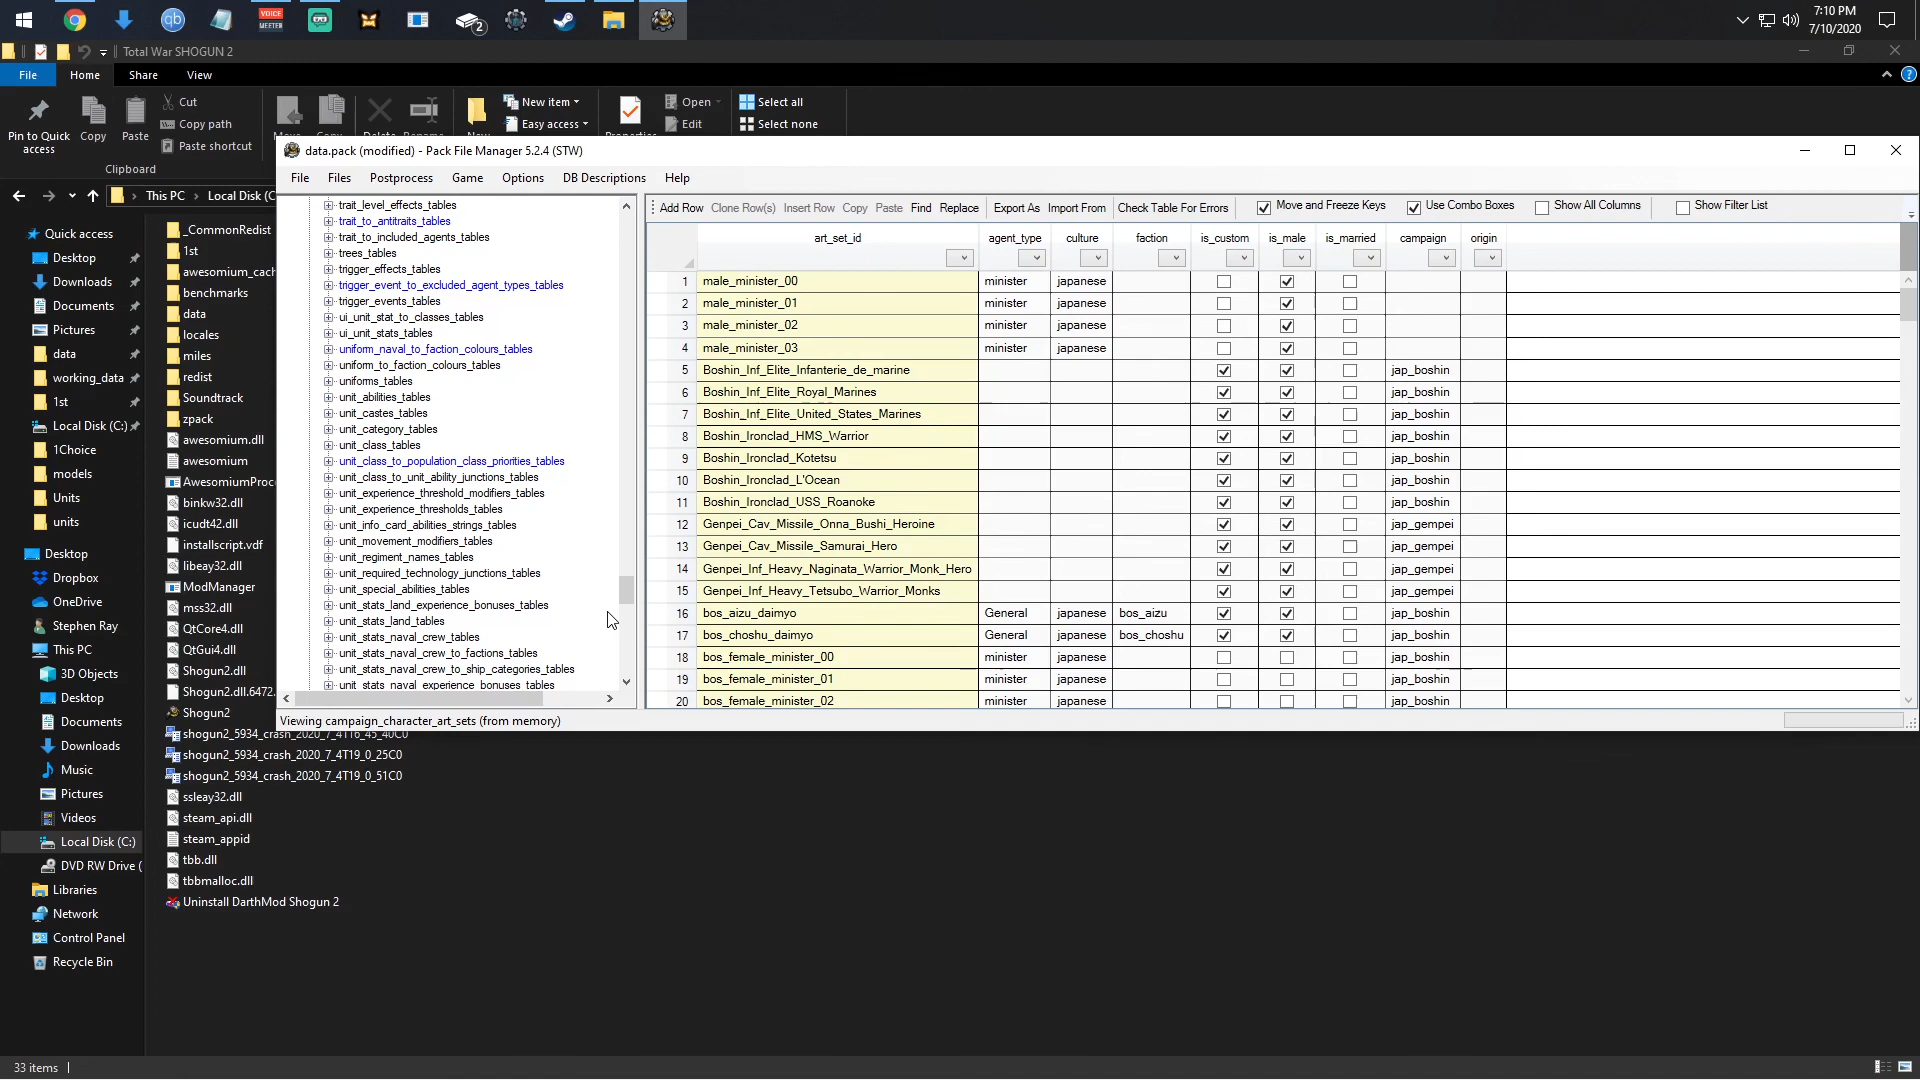 7:10 PM
7/10/2020
VOICE
MEETER
2
Total War SHOGUN 2
File
Home
Share
View
Pin to Quick
access
Copy
Paste
Cut
Copy path
Paste shortcut
New item
Easy access
Open
Edit
Select all
Select none
Clipboard
This PC
Local Disk (C
data.pack (modified) - Pack File Manager 5.2.4 (STW)
File
Files
Postprocess
Game
Options
DB Descriptions
Help
Quick access
Desktop
Downloads
Documents
Pictures
data
working_data
1st
Local Disk (C:)
1Choice
models
Units
units
Desktop
Dropbox
OneDrive
Stephen Ray
This PC
3D Objects
Desktop
Documents
Downloads
Music
Pictures
Videos
Local Disk (C:)
DVD RW Drive (
Libraries
Network
Control Panel
Recycle Bin
_CommonRedist
1st
awesomium_cach
benchmarks
data
locales
miles
redist
Soundtrack
zpack
awesomium.dll
awesomium
AwesomiumProc
binkw32.dll
icudt42.dll
installscript.vdf
libeay32.dll
ModManager
mss32.dll
QtCore4.dll
QtGui4.dll
Shogun2.dll
Shogun2.dll.6472.
Shogun2
shogun2_5934_crash_2020_7_4T16_45_40C0
shogun2_5934_crash_2020_7_4T19_0_25C0
shogun2_5934_crash_2020_7_4T19_0_51C0
ssleay32.dll
steam_api.dll
steam_appid
tbb.dll
tbbmalloc.dll
Uninstall DarthMod Shogun 2
trait_level_effects_tables
trait_to_antitraits_tables
trait_to_included_agents_tables
trees_tables
trigger_effects_tables
trigger_event_to_excluded_agent_types_tables
trigger_events_tables
ui_unit_stat_to_classes_tables
ui_unit_stats_tables
uniform_naval_to_faction_colours_tables
uniform_to_faction_colours_tables
uniforms_tables
unit_abilities_tables
unit_castes_tables
unit_category_tables
unit_class_tables
unit_class_to_population_class_priorities_tables
unit_class_to_unit_ability_junctions_tables
unit_experience_threshold_modifiers_tables
unit_experience_thresholds_tables
unit_info_card_abilities_strings_tables
unit_movement_modifiers_tables
unit_regiment_names_tables
unit_required_technology_junctions_tables
unit_special_abilities_tables
unit_stats_land_experience_bonuses_tables
unit_stats_land_tables
unit_stats_naval_crew_tables
unit_stats_naval_crew_to_factions_tables
unit_stats_naval_crew_to_ship_categories_tables
unit_stats_naval_experience_bonuses_tables
Add Row Clone Row(s) Insert Row Copy Paste Find Replace Export As Import From Check Table For Errors Move and Freeze Keys Use Combo Boxes Show All Columns Show Filter List
art_set_id agent_type culture faction is_custom is_male is_married campaign origin
1 male_minister_00 minister japanese
2 male_minister_01 minister japanese
3 male_minister_02 minister japanese
4 male_minister_03 minister japanese
5 Boshin_Inf_Elite_Infanterie_de_marine jap_boshin
6 Boshin_Inf_Elite_Royal_Marines jap_boshin
7 Boshin_Inf_Elite_United_States_Marines jap_boshin
8 Boshin_Ironclad_HMS_Warrior jap_boshin
9 Boshin_Ironclad_Kotetsu jap_boshin
10 Boshin_Ironclad_L'Ocean jap_boshin
11 Boshin_Ironclad_USS_Roanoke jap_boshin
12 Genpei_Cav_Missile_Onna_Bushi_Heroine jap_gempei
13 Genpei_Cav_Missile_Samurai_Hero jap_gempei
14 Genpei_Inf_Heavy_Naginata_Warrior_Monk_Hero jap_gempei
15 Genpei_Inf_Heavy_Tetsubo_Warrior_Monks jap_gempei
16 bos_aizu_daimyo General japanese bos_aizu jap_boshin
17 bos_choshu_daimyo General japanese bos_choshu jap_boshin
18 bos_female_minister_00 minister japanese jap_boshin
19 bos_female_minister_01 minister japanese jap_boshin
20 bos_female_minister_02 minister japanese jap_boshin
Viewing campaign_character_art_sets (from memory)
33 items